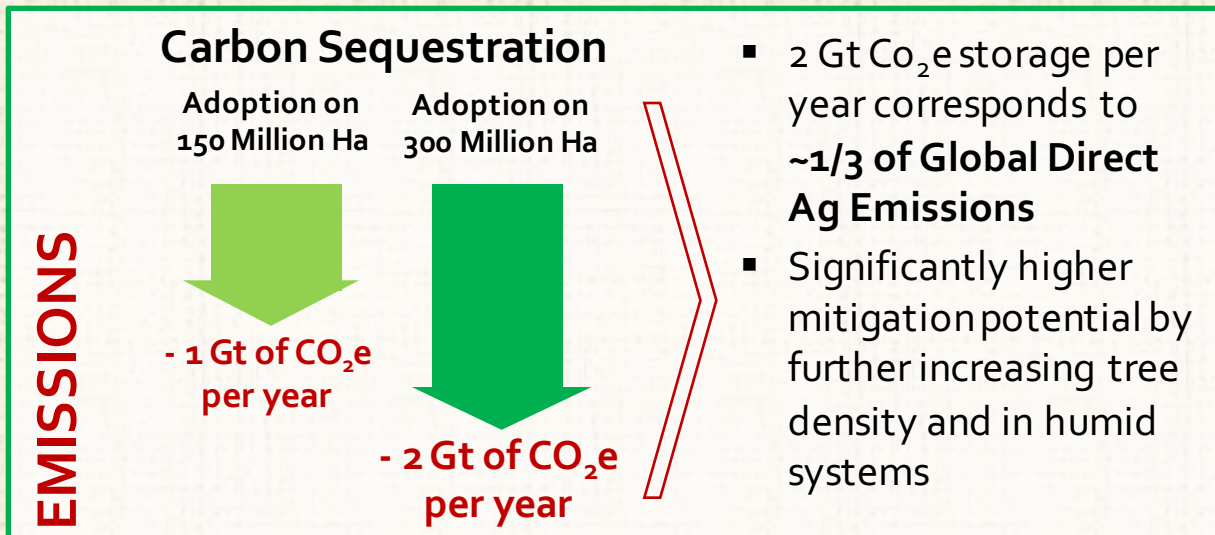 EMISSIONS
Carbon Sequestration
Adoption on
150 Million Ha
Adoption on
300 Million Ha
- 1 Gt of CO₂e
per year
- 2 Gt of CO₂e
per year
▪ 2 Gt Co₂e storage per
year corresponds to
~1/3 of Global Direct
Ag Emissions
▪ Significantly higher
mitigation potential by
further increasing tree
density and in humid
systems